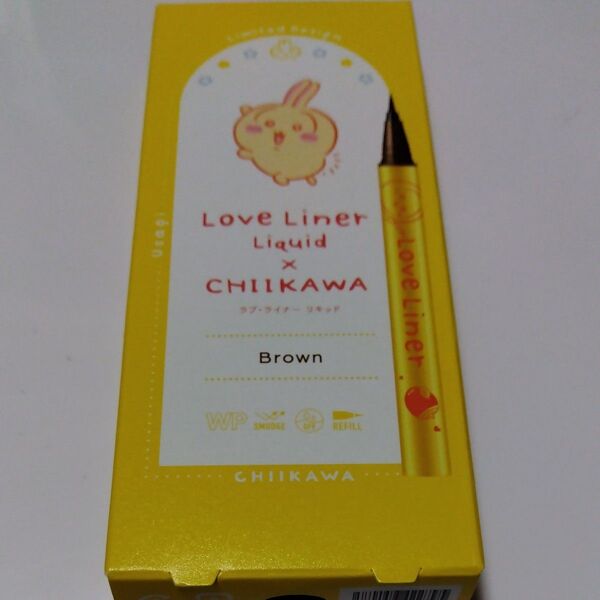 Limited Design
Usagi
Love Liner
Liquid
×
CHIIKAWA
ラブ・ライナー リキッド
Brown
WP
SMUDGE
OFF
REFILL
CHIIKAWA
Love Liner